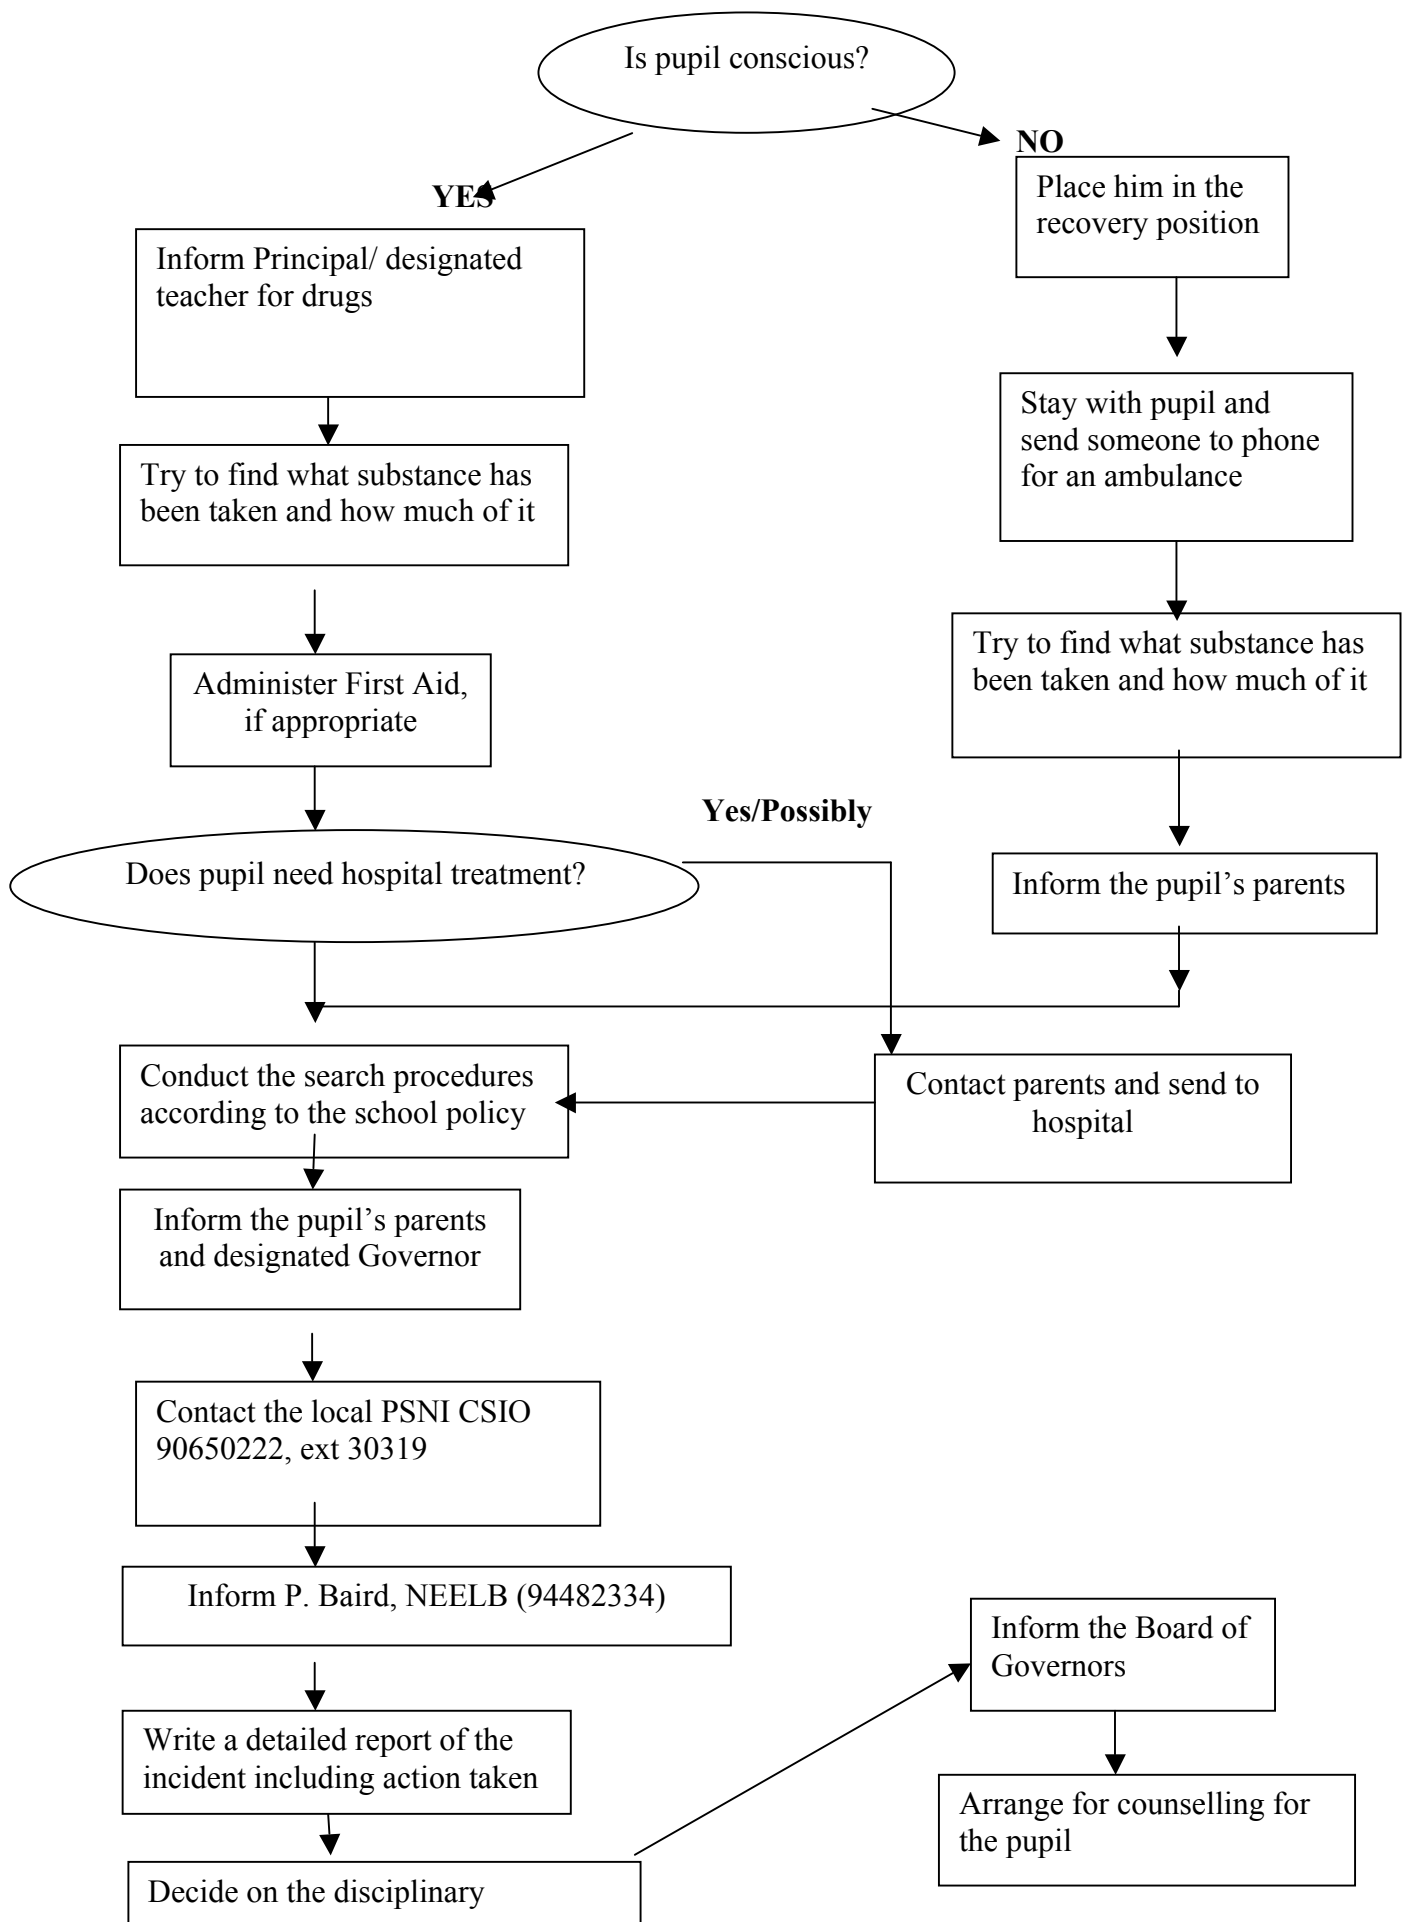 Is pupil conscious?
NO
YES
Place him in the
recovery position
Inform Principal/ designated
teacher for drugs
Stay with pupil and
send someone to phone
for an ambulance
Try to find what substance has
been taken and how much of it
Try to find what substance has
been taken and how much of it
Administer First Aid,
if appropriate
Yes/Possibly
Does pupil need hospital treatment?
Inform the pupil’s parents
Conduct the search procedures
according to the school policy
Contact parents and send to
hospital
Inform the pupil’s parents
and designated Governor
Contact the local PSNI CSIO
90650222, ext 30319
Inform P. Baird, NEELB (94482334)
Inform the Board of
Governors
Write a detailed report of the
incident including action taken
Arrange for counselling for
the pupil
Decide on the disciplinary